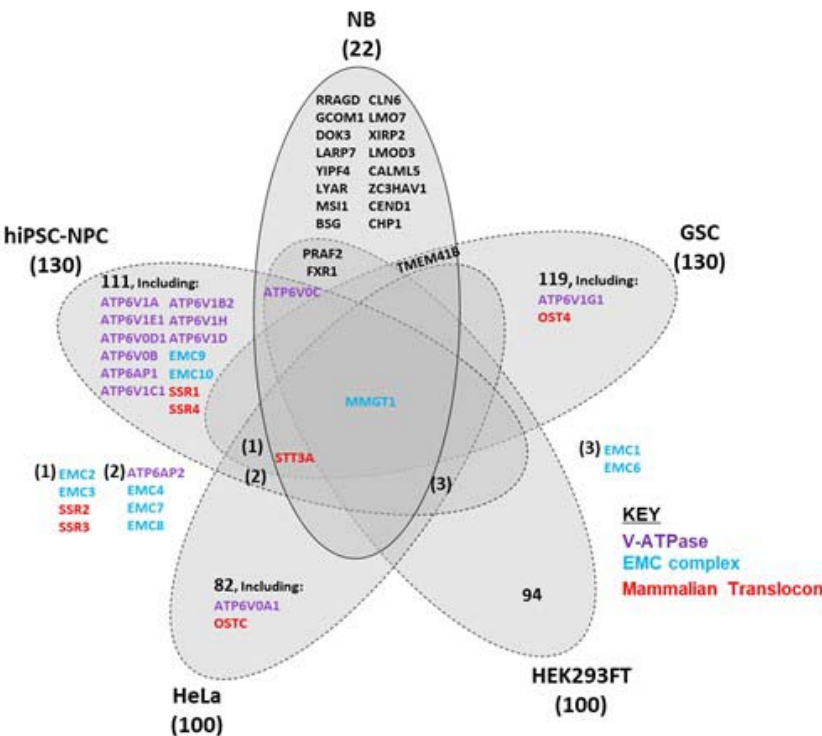 NB
(22)
RRAGD CLN6
GCOM1 LMO7
DOK3 XIRP2
LARP7 LMOD3
YIPF4 CALML5
LYAR ZC3HAV1
MSI1 CEND1
BSG CHP1
PRAF2
FXR1
ATP6V0C
TMEM41B
hiPSC-NPC
(130)
111, Including:
ATP6V1A ATP6V1B2
ATP6V1E1 ATP6V1H
ATP6V0D1 ATP6V1D
ATP6V0B EMC9
ATP6AP1 EMC10
ATP6V1C1 SSR1
SSR4
GSC
(130)
119, Including:
ATP6V1G1
OST4
MMGT1
(1)
STT3A
(2)
(3)
(1) EMC2 (2) ATP6AP2
EMC3 EMC4
SSR2 EMC7
SSR3 EMC8
(3) EMC1
EMC6
KEY
V-ATPase
EMC complex
Mammalian Translocon
82, Including:
ATP6V0A1
OSTC
94
HeLa
(100)
HEK293FT
(100)